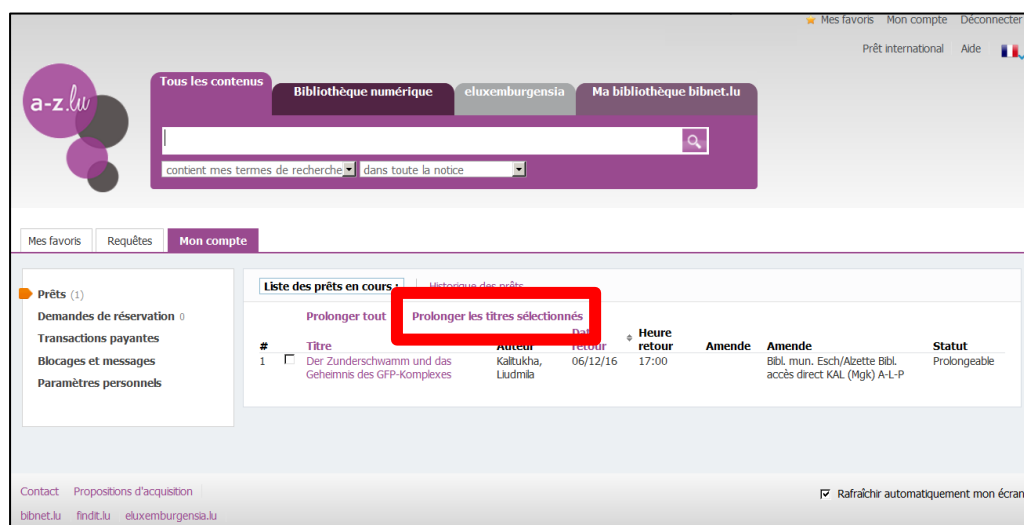 Mes favoris Mon compte Déconnecter
Prêt international Aide
a-z.lu
Tous les contenus
Bibliothèque numérique
eluxemburgensia
Ma bibliothèque bibnet.lu
contient mes termes de recherche
dans toute la notice
Mes favoris Requêtes Mon compte
Prêts (1)
Demandes de réservation 0
Transactions payantes
Blocages et messages
Paramètres personnels
Liste des prêts en cours : Historique des prêts
Prolonger tout Prolonger les titres sélectionnés
# Titre Auteur Date retour Heure retour Amende Amende Statut
1 Der Zunderschwamm und das Kalitukha, 06/12/16 17:00 Bibl. mun. Esch/Alzette Bibl. Prolongeable
Geheimnis des GFP-Komplexes Liudmila accès direct KAL (Mgk) A-L-P
Contact Propositions d'acquisition
Rafraîchir automatiquement mon écran
bibnet.lu findit.lu eluxemburgensia.lu